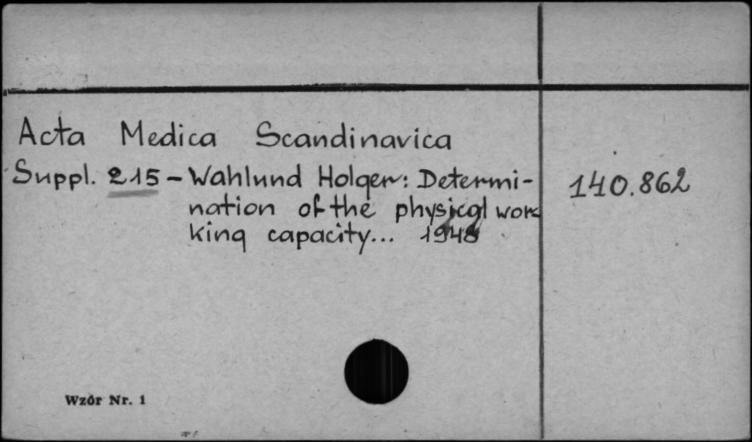 Acta Medica Scandinavica
Suppl. 215 - Wahlund Holger: Determi- 140.862
nation of the physical wor
king capacity... 1948
Wzór Nr. 1